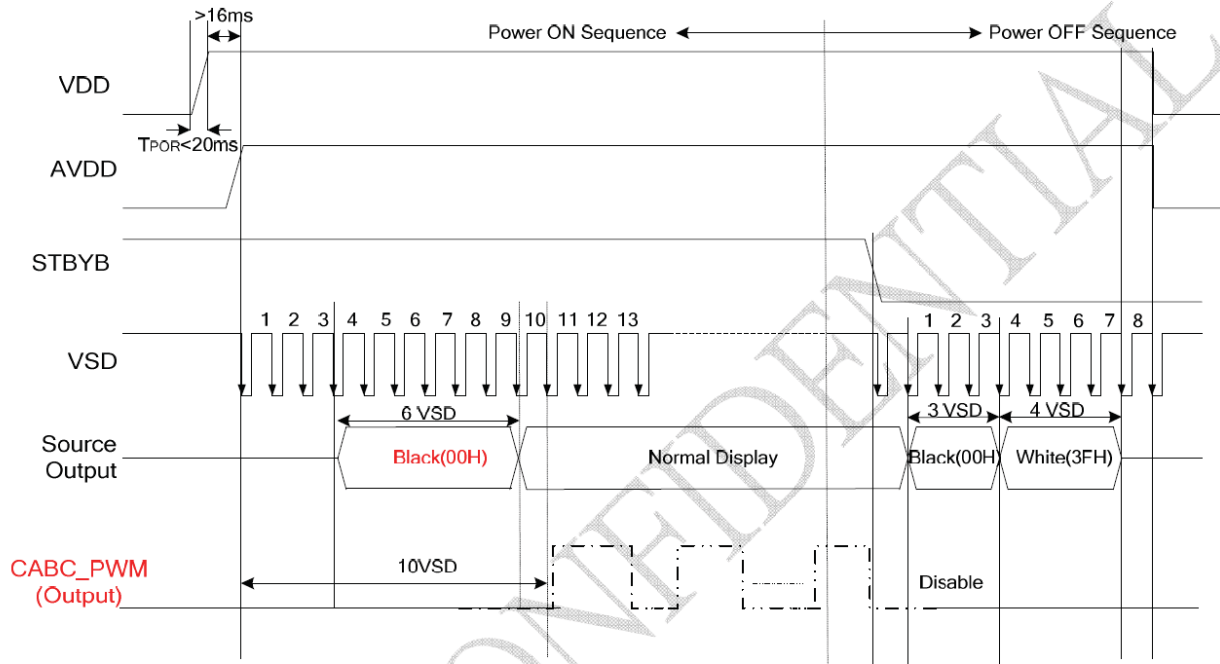 >16ms
Power ON Sequence
Power OFF Sequence
VDD
TPOR<20ms
AVDD
STBYB
VSD
1 2 3 4 5 6 7 8 9 10 11 12 13
1 2 3 4 5 6 7 8
6 VSD
3 VSD
4 VSD
Source
Output
Black(00H)
Normal Display
Black(00H)
White(3FH)
CABC_PWM
(Output)
10VSD
Disable
CONFIDENTIAL